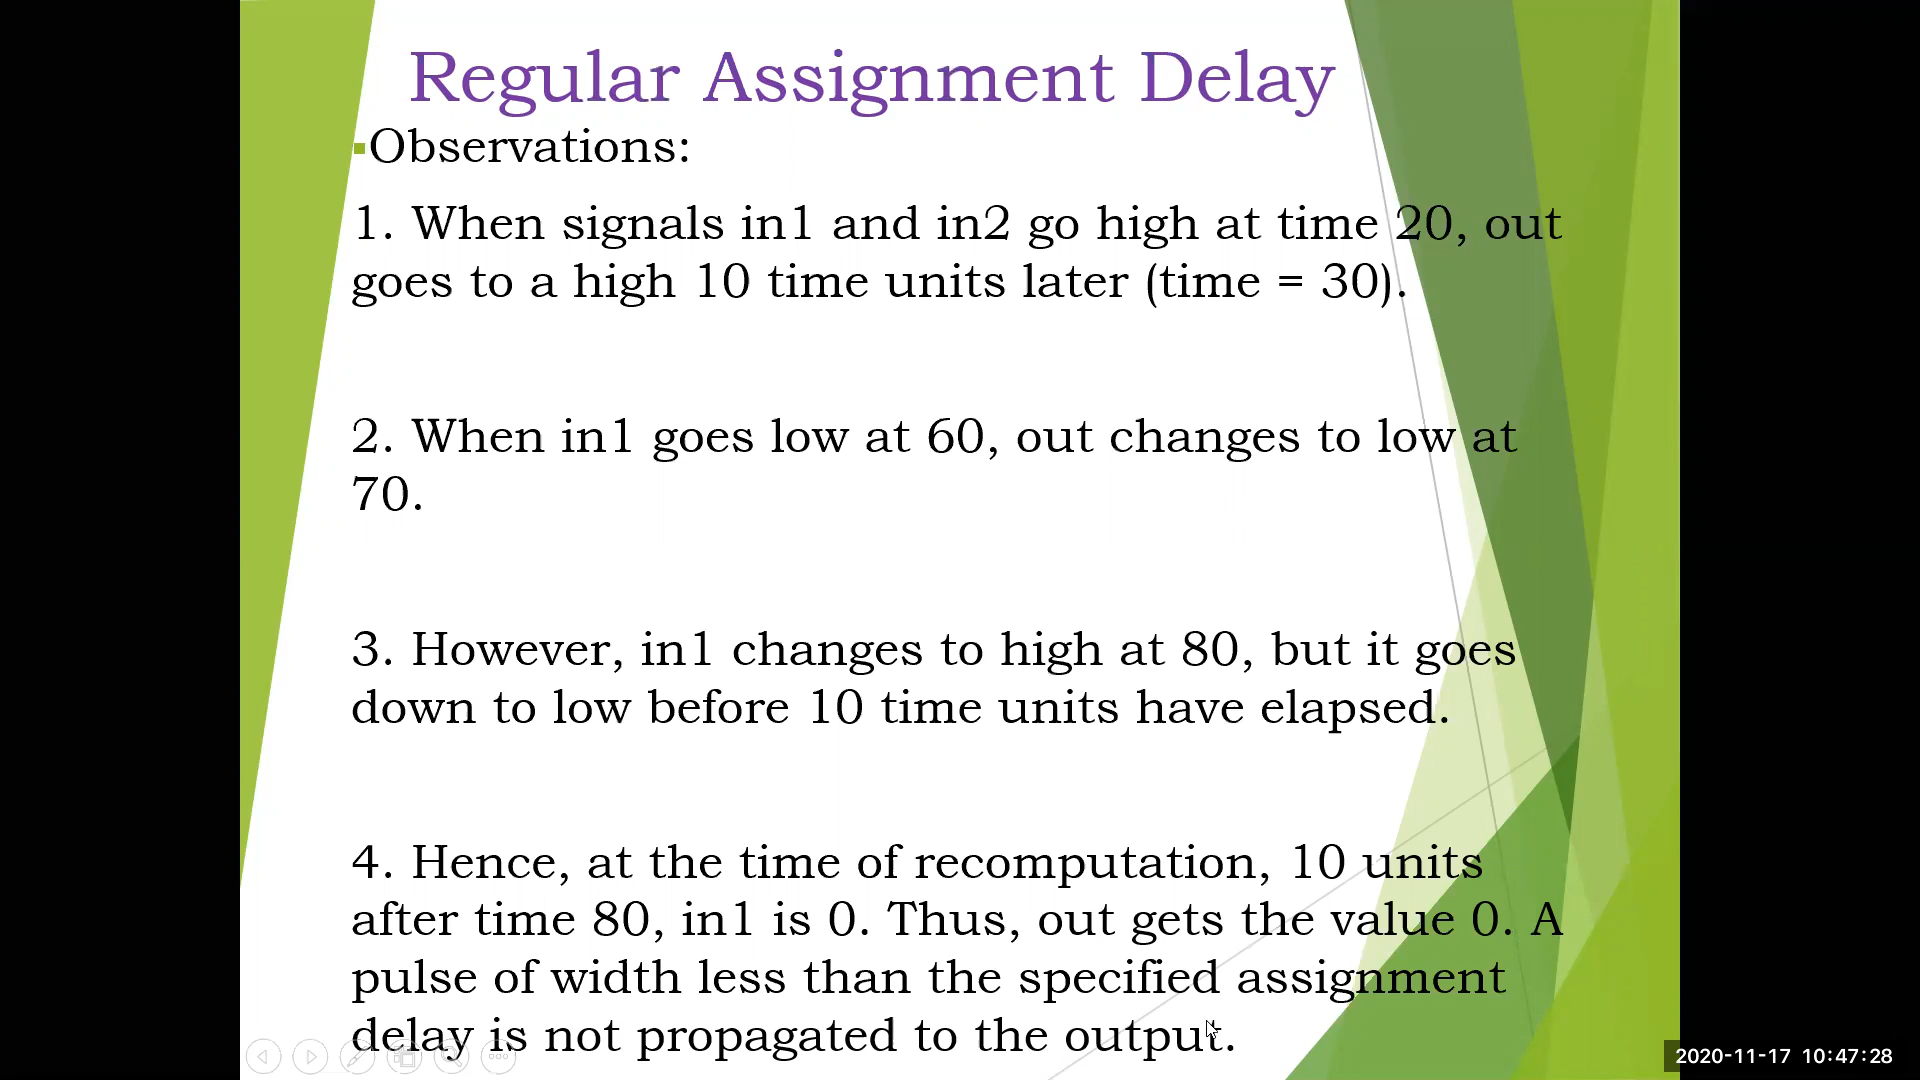 Regular Assignment Delay
▪Observations:
1. When signals in1 and in2 go high at time 20, out
goes to a high 10 time units later (time = 30).
2. When in1 goes low at 60, out changes to low at
70.
3. However, in1 changes to high at 80, but it goes
down to low before 10 time units have elapsed.
4. Hence, at the time of recomputation, 10 units
after time 80, in1 is 0. Thus, out gets the value 0. A
pulse of width less than the specified assignment
delay is not propagated to the output.
2020-11-17 10:47:28